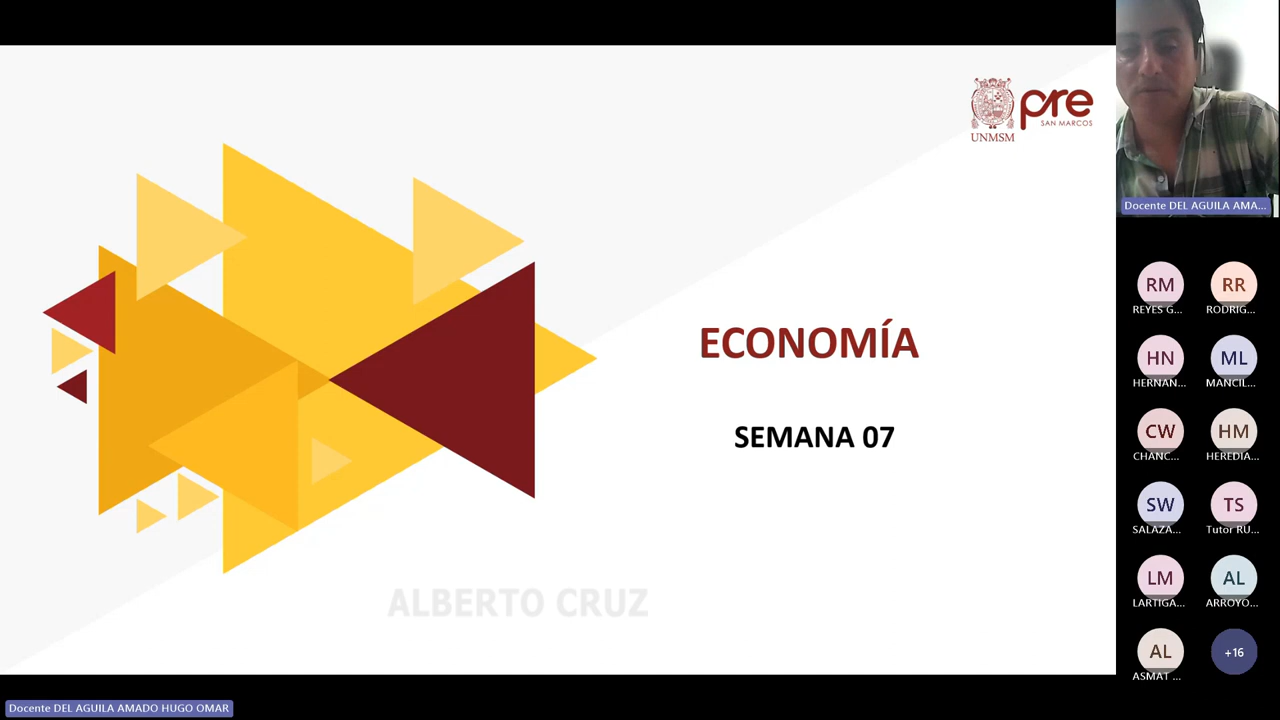 UNMSM
pre
SAN MARCOS
ECONOMÍA
SEMANA 07
ALBERTO CRUZ
Docente DEL AGUILA AMA...
RM
RR
REYES G...
RODRIG...
HN
ML
HERNAN...
MANCIL...
CW
HM
CHANC...
HEREDIA...
SW
TS
SALAZA...
Tutor RU...
LM
AL
LARTIGA...
ARROYO...
AL
+16
ASMAT ...
Docente DEL AGUILA AMADO HUGO OMAR